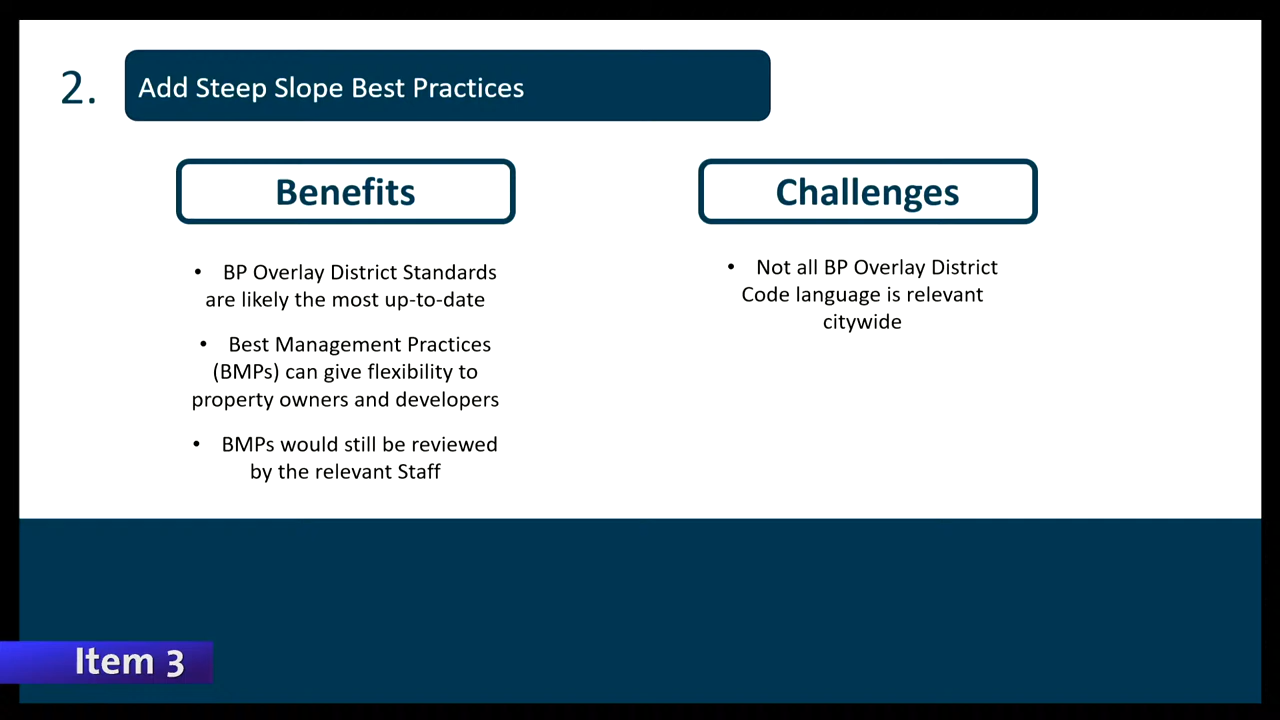 2.
Add Steep Slope Best Practices
Benefits
• BP Overlay District Standards
are likely the most up-to-date
• Best Management Practices
(BMPs) can give flexibility to
property owners and developers
• BMPs would still be reviewed
by the relevant Staff
Challenges
• Not all BP Overlay District
Code language is relevant
citywide
Item 3